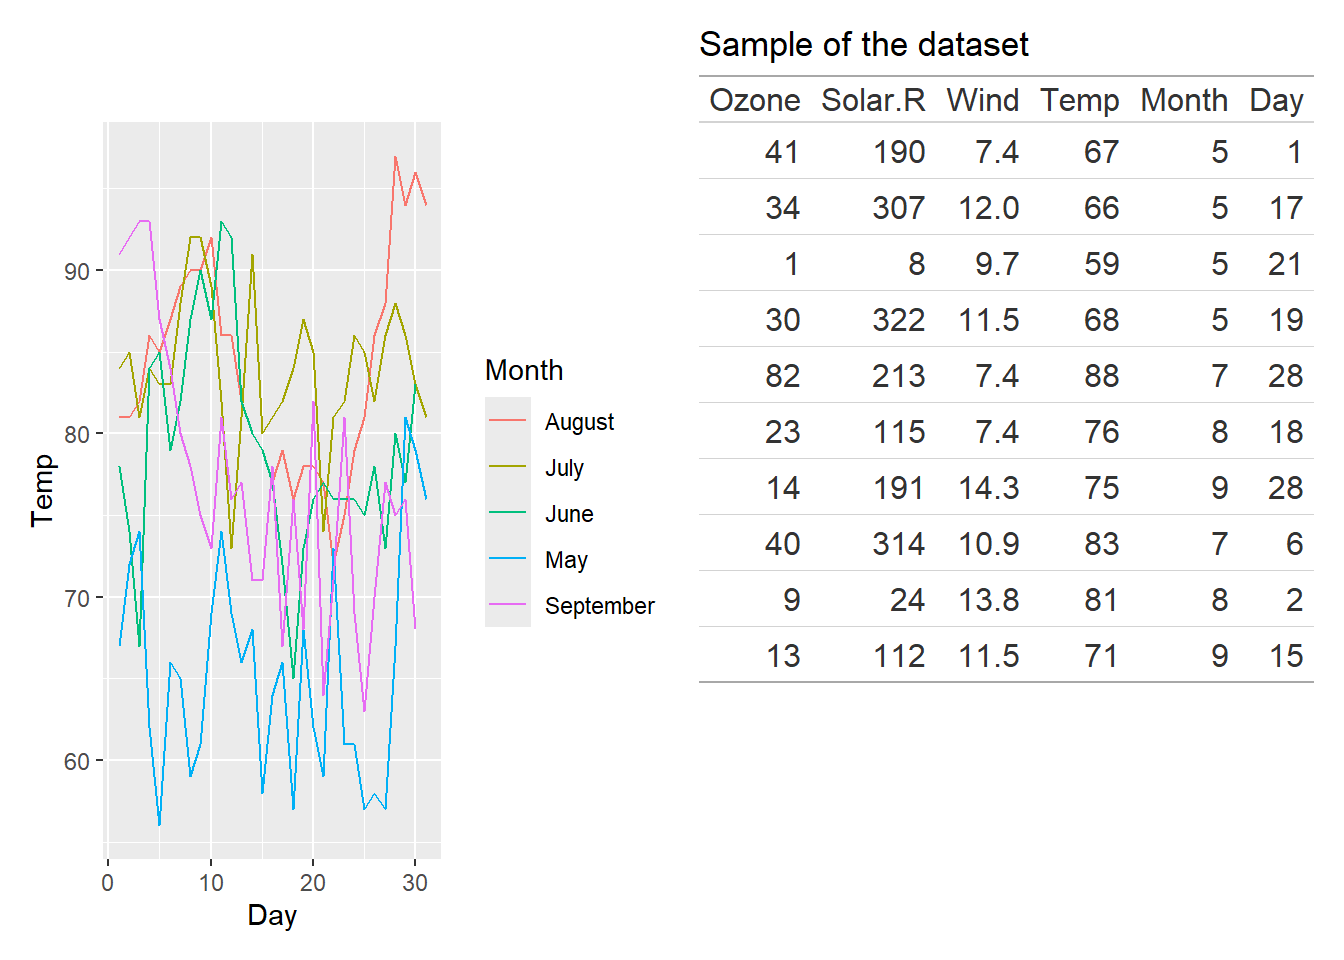 90
80
70
60
Temp
0 10 20 30
Day
Month
August
July
June
May
September
Sample of the dataset
Ozone Solar.R Wind Temp Month Day
41 190 7.4 67 5 1
34 307 12.0 66 5 17
1 8 9.7 59 5 21
30 322 11.5 68 5 19
82 213 7.4 88 7 28
23 115 7.4 76 8 18
14 191 14.3 75 9 28
40 314 10.9 83 7 6
9 24 13.8 81 8 2
13 112 11.5 71 9 15